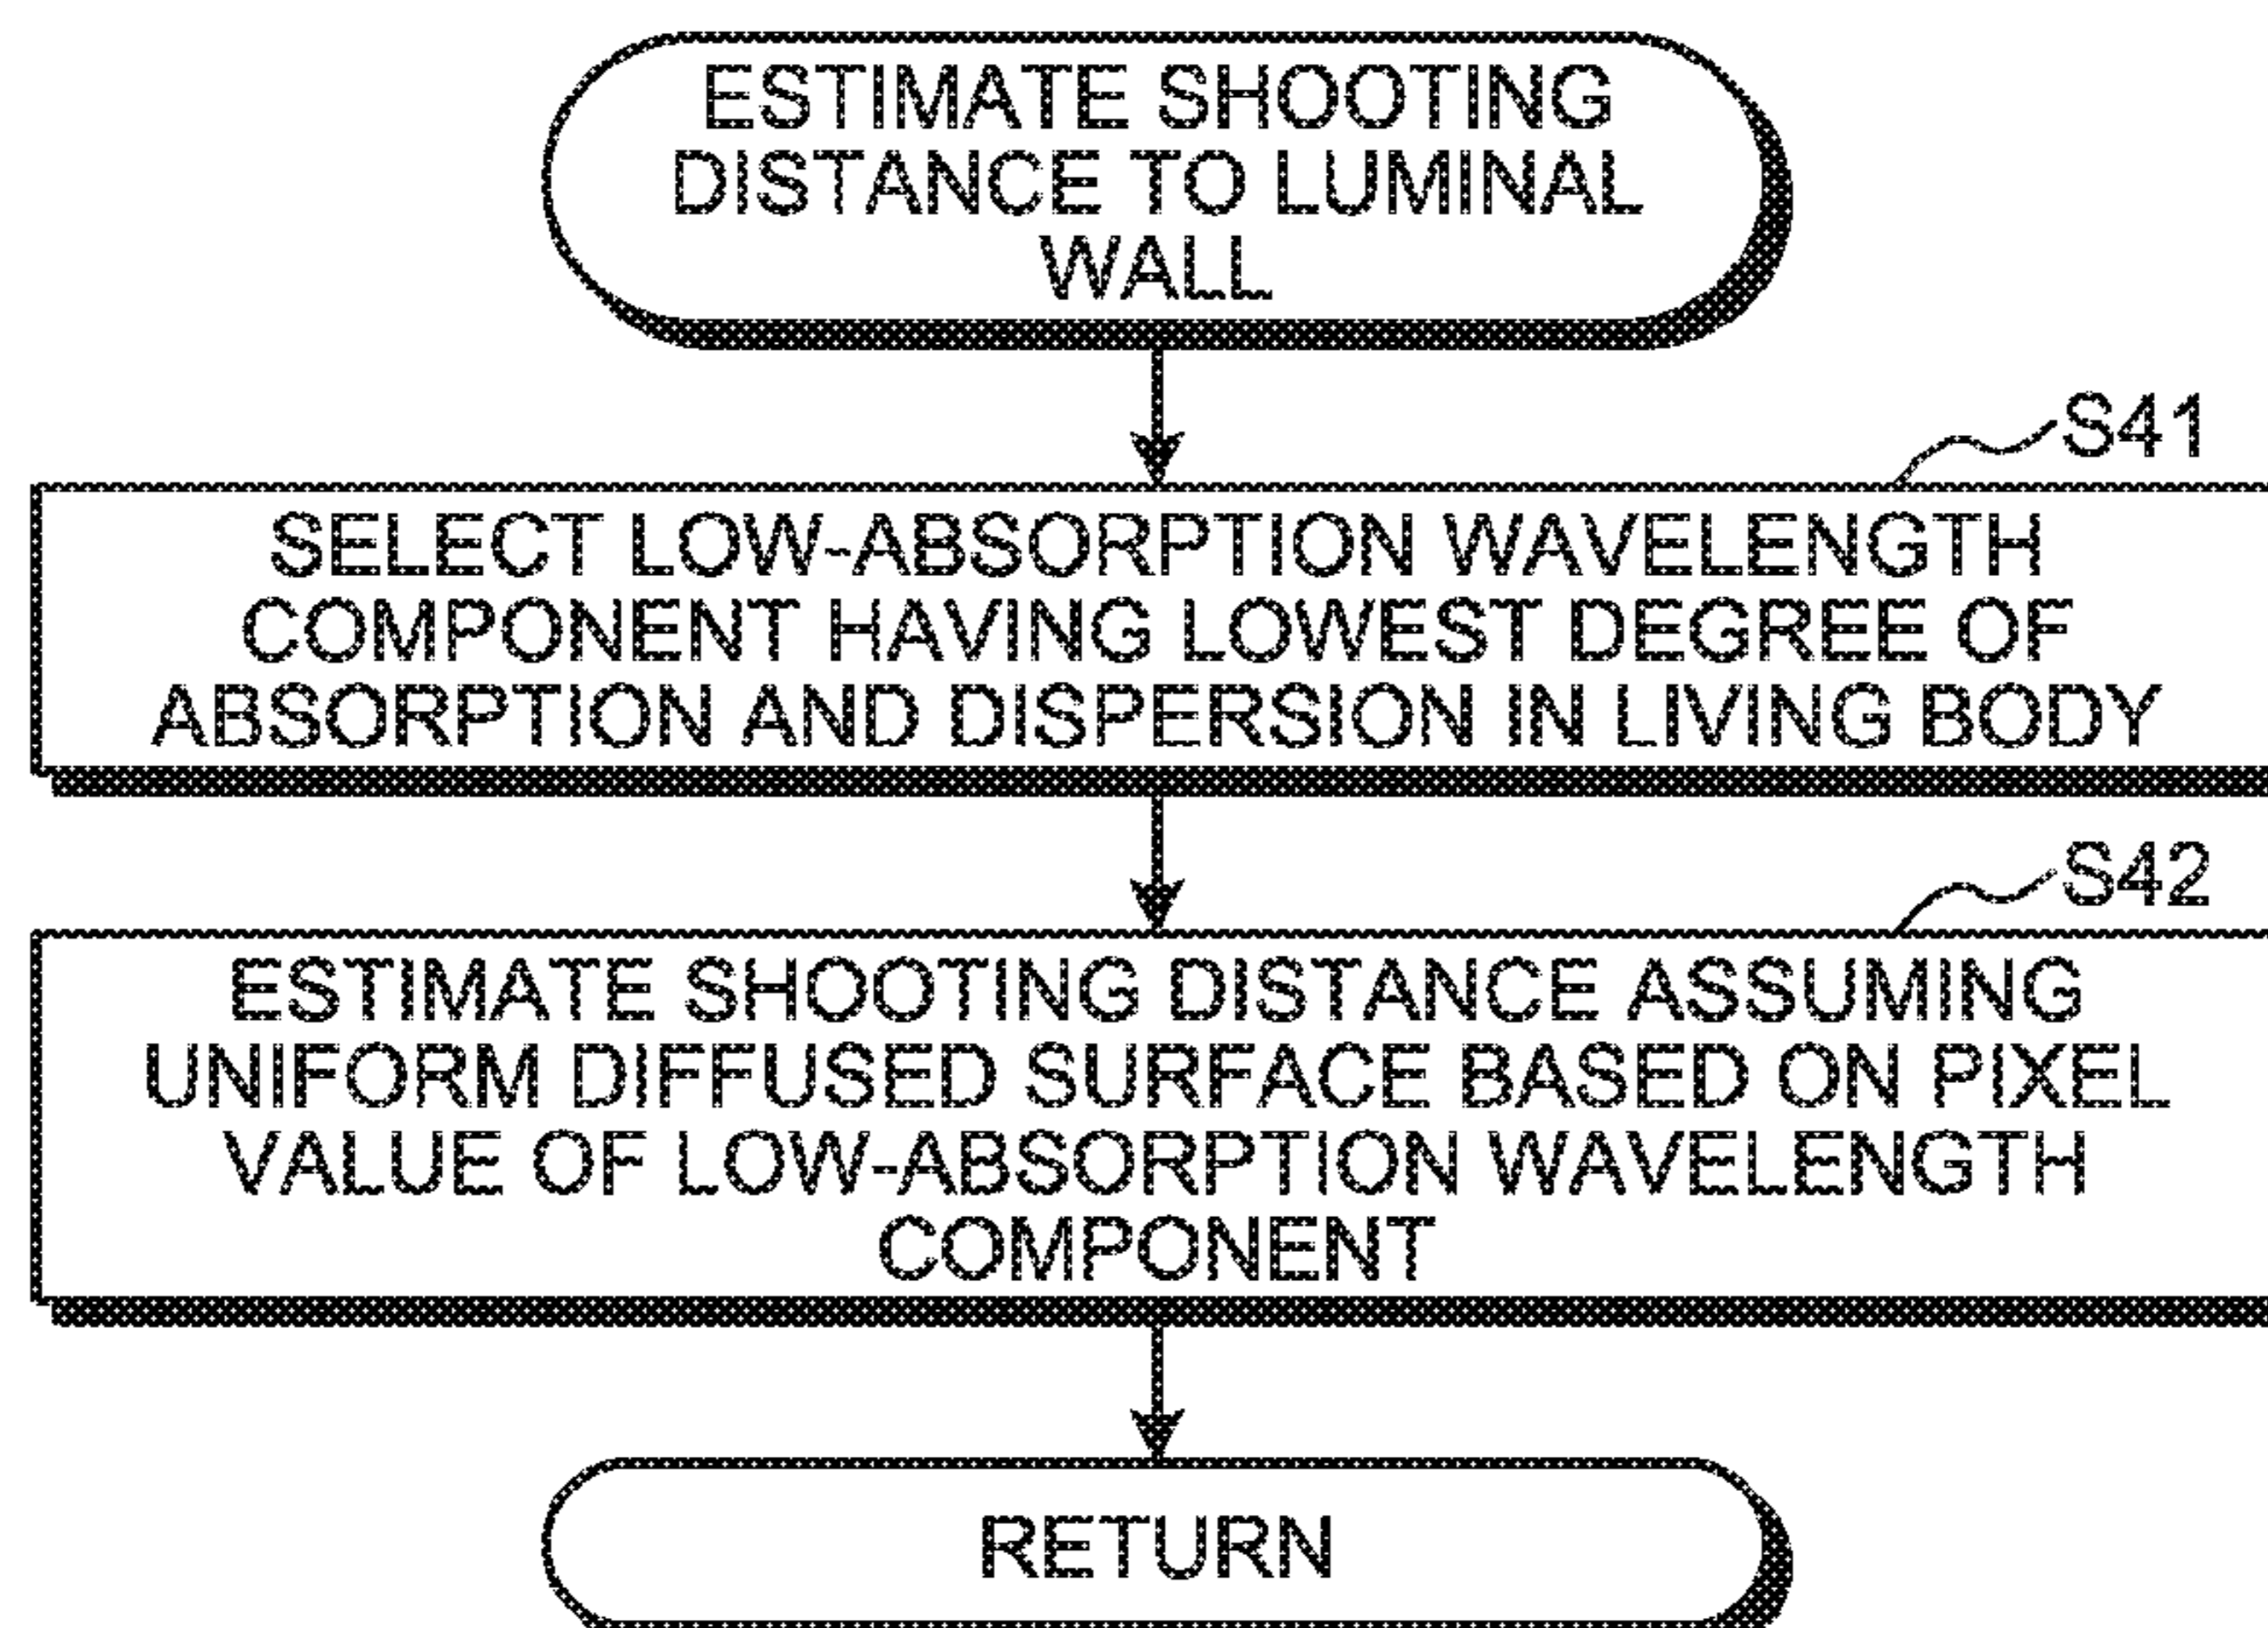 ESTIMATE SHOOTING
DISTANCE TO LUMINAL
WALL
S41
SELECT LOW-ABSORPTION WAVELENGTH
COMPONENT HAVING LOWEST DEGREE OF
ABSORPTION AND DISPERSION IN LIVING BODY
S42
ESTIMATE SHOOTING DISTANCE ASSUMING
UNIFORM DIFFUSED SURFACE BASED ON PIXEL
VALUE OF LOW-ABSORPTION WAVELENGTH
COMPONENT
RETURN